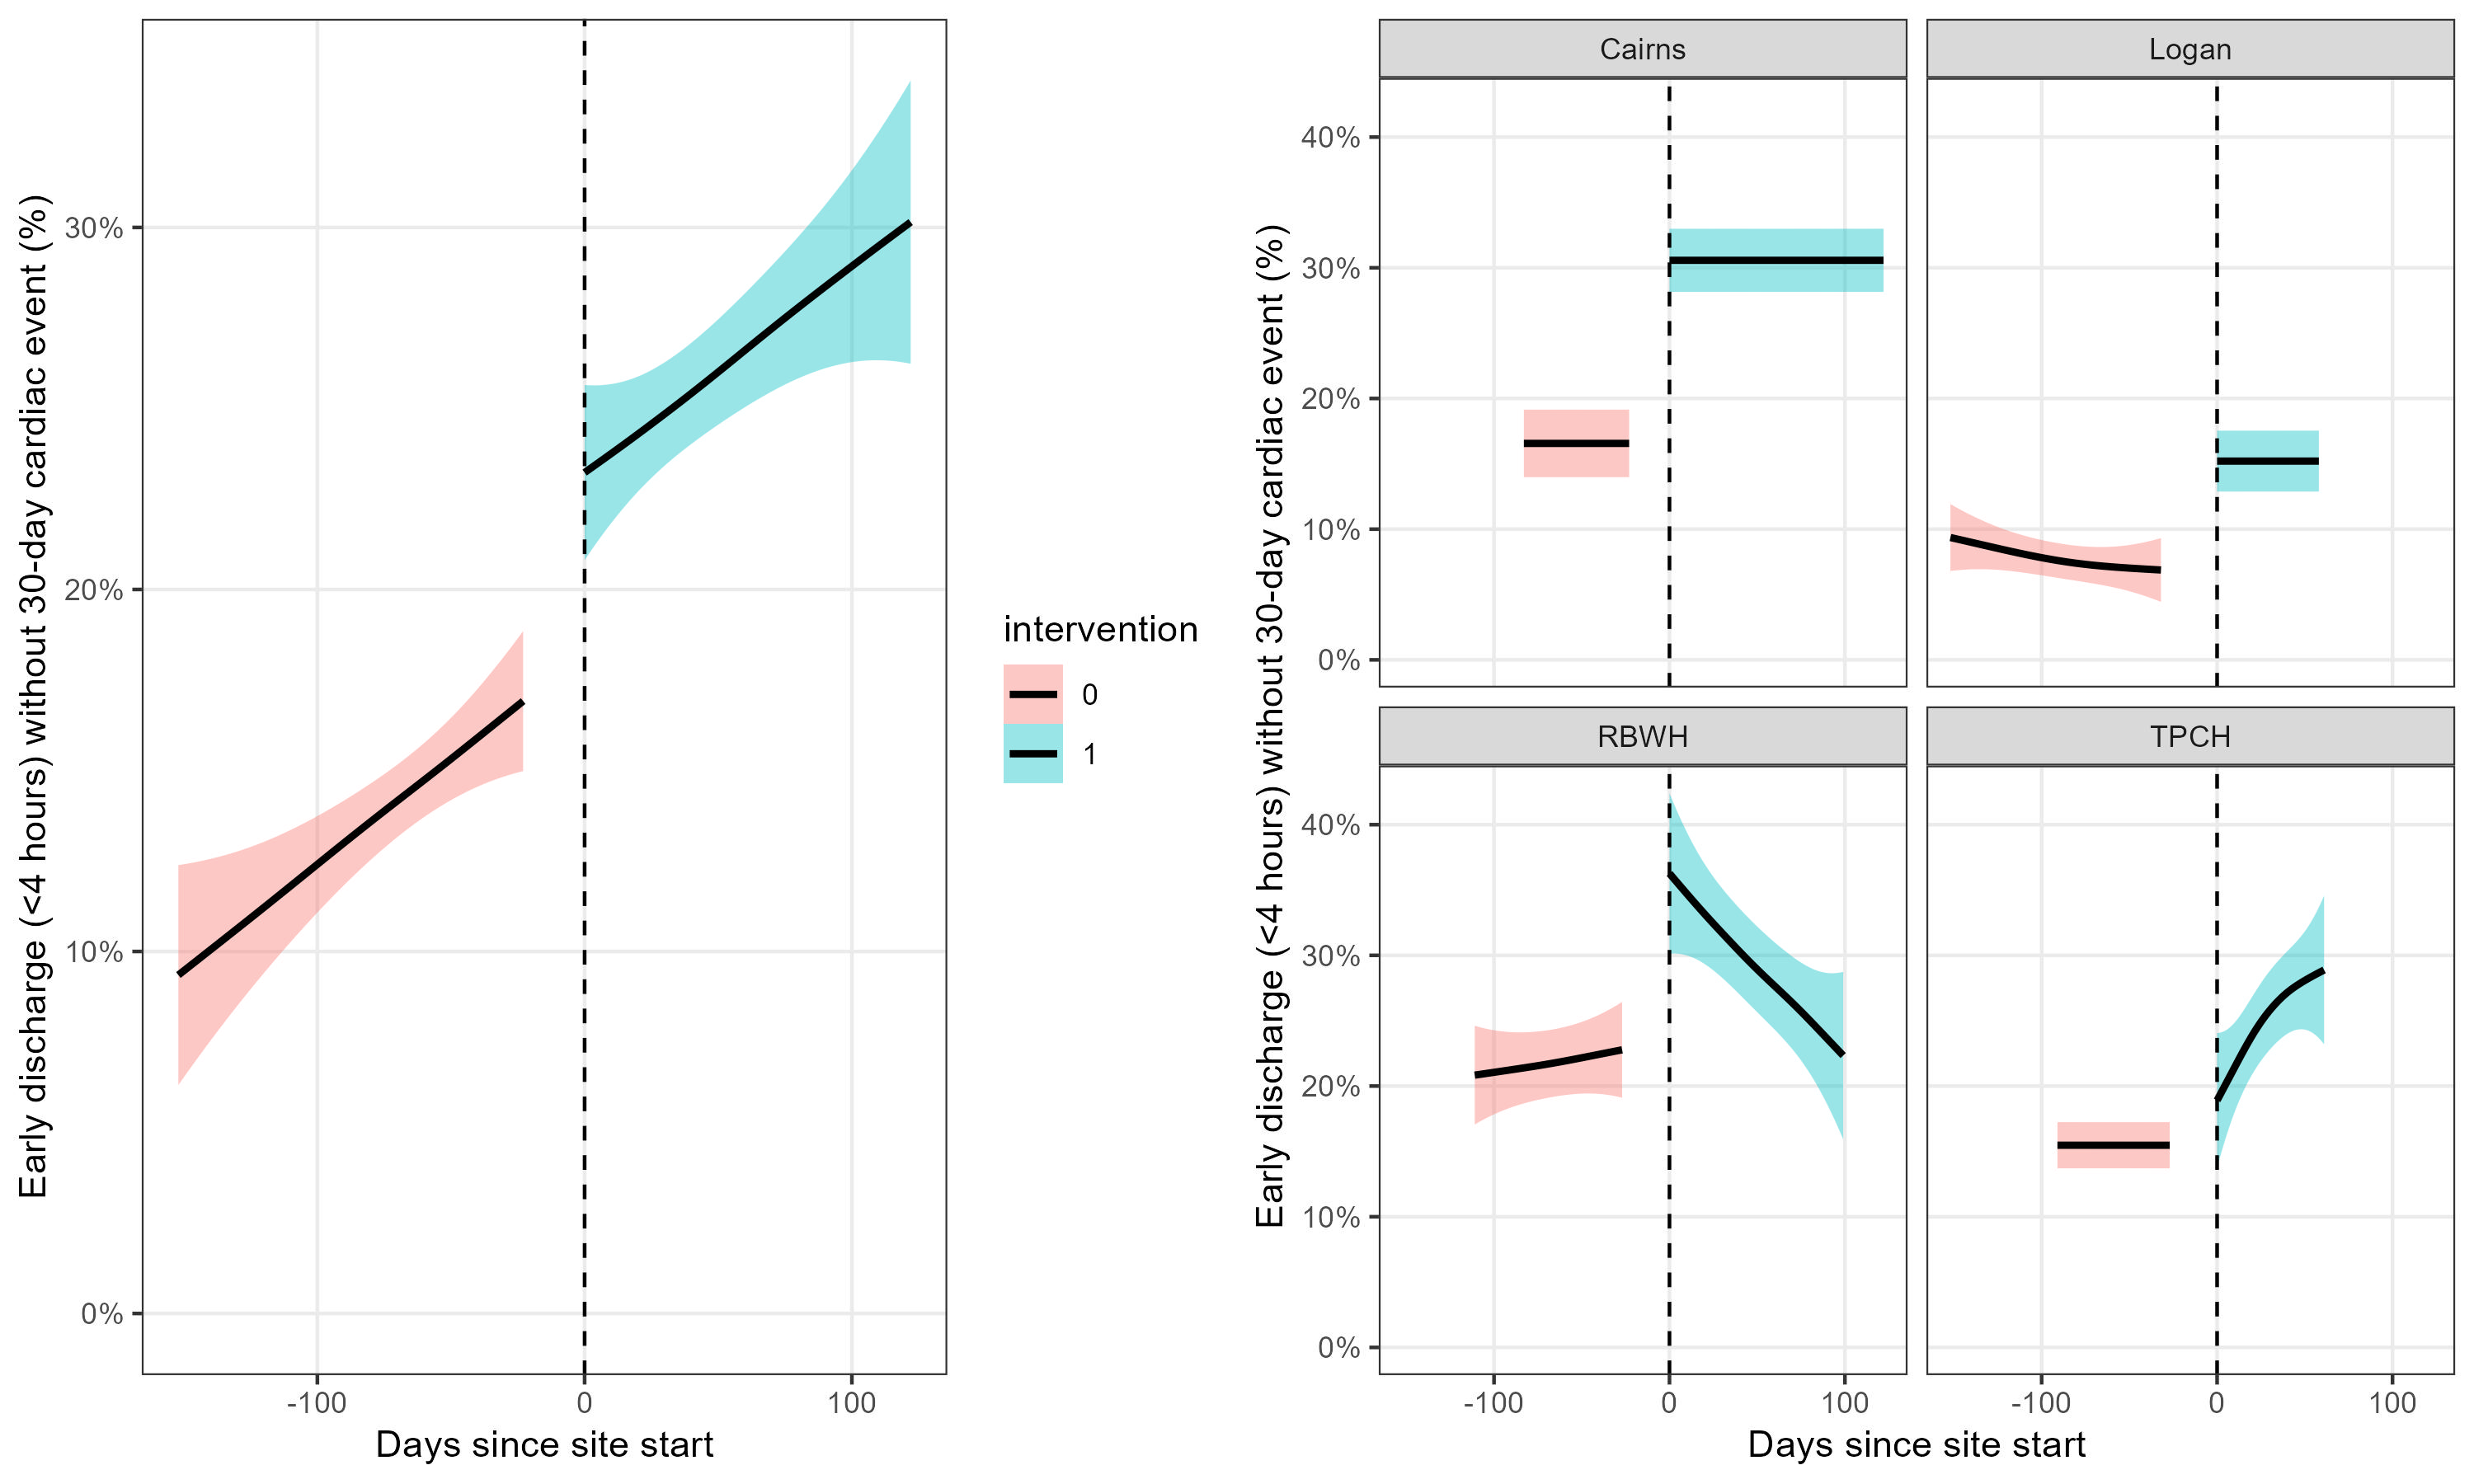 Early discharge (<4 hours) without 30-day cardiac event (%)
30%
20%
10%
0%
-100
0
100
Days since site start
intervention
0
1
Early discharge (<4 hours) without 30-day cardiac event (%)
Cairns
Logan
40%
30%
20%
10%
0%
RBWH
TPCH
40%
30%
20%
10%
0%
-100
0
100
-100
0
100
Days since site start